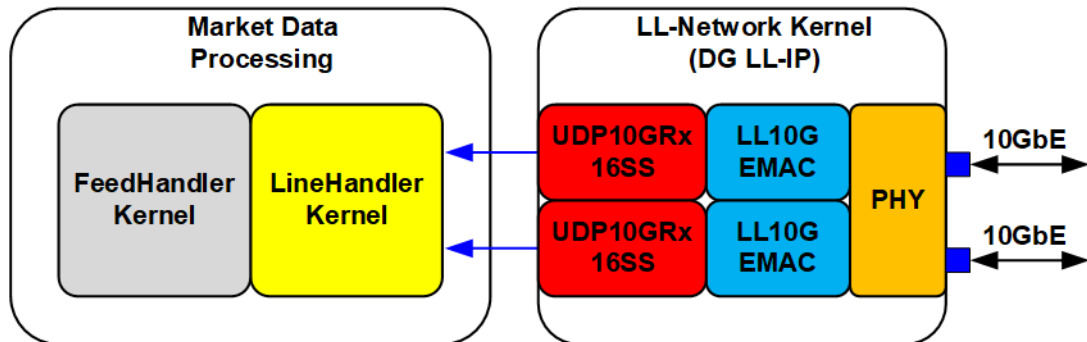 Market Data
Processing
FeedHandler
Kernel
LineHandler
Kernel
LL-Network Kernel
(DG LL-IP)
UDP10GRx
16SS
LL10G
EMAC
UDP10GRx
16SS
LL10G
EMAC
PHY
10GbE
10GbE